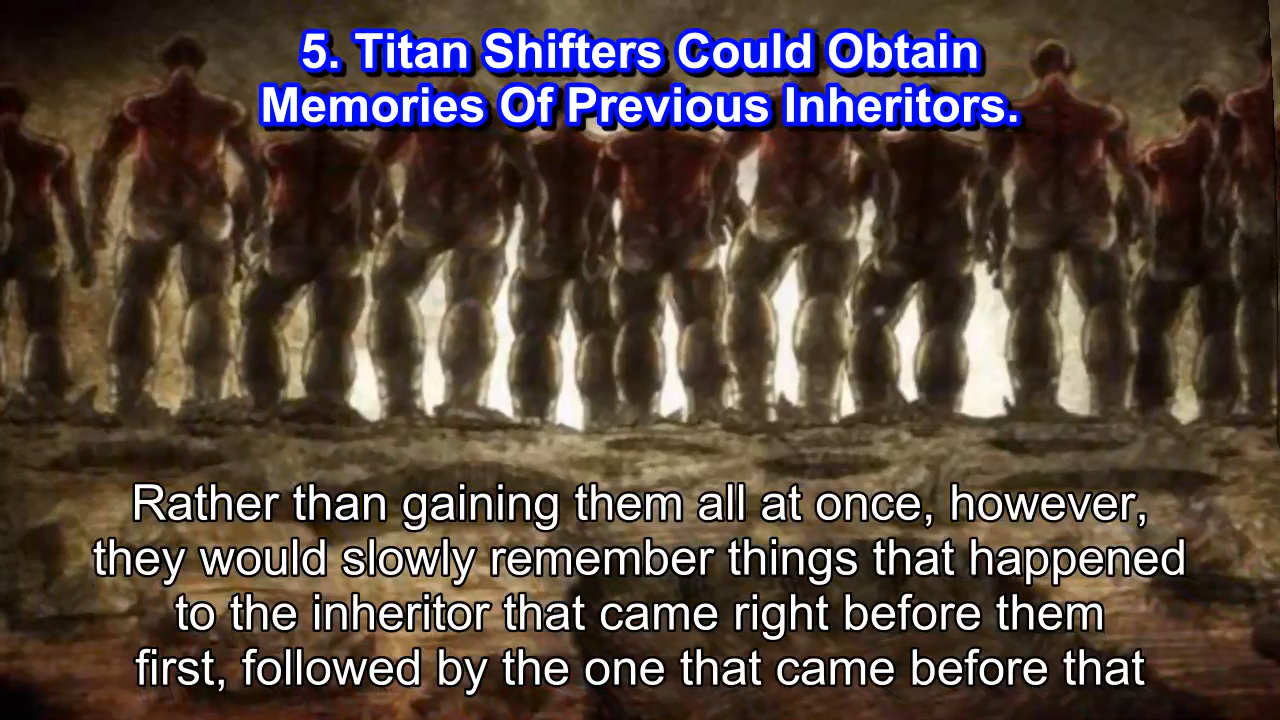 5. Titan Shifters Could Obtain
Memories Of Previous Inheritors.
Rather than gaining them all at once, however,
they would slowly remember things that happened
to the inheritor that came right before them
first, followed by the one that came before that